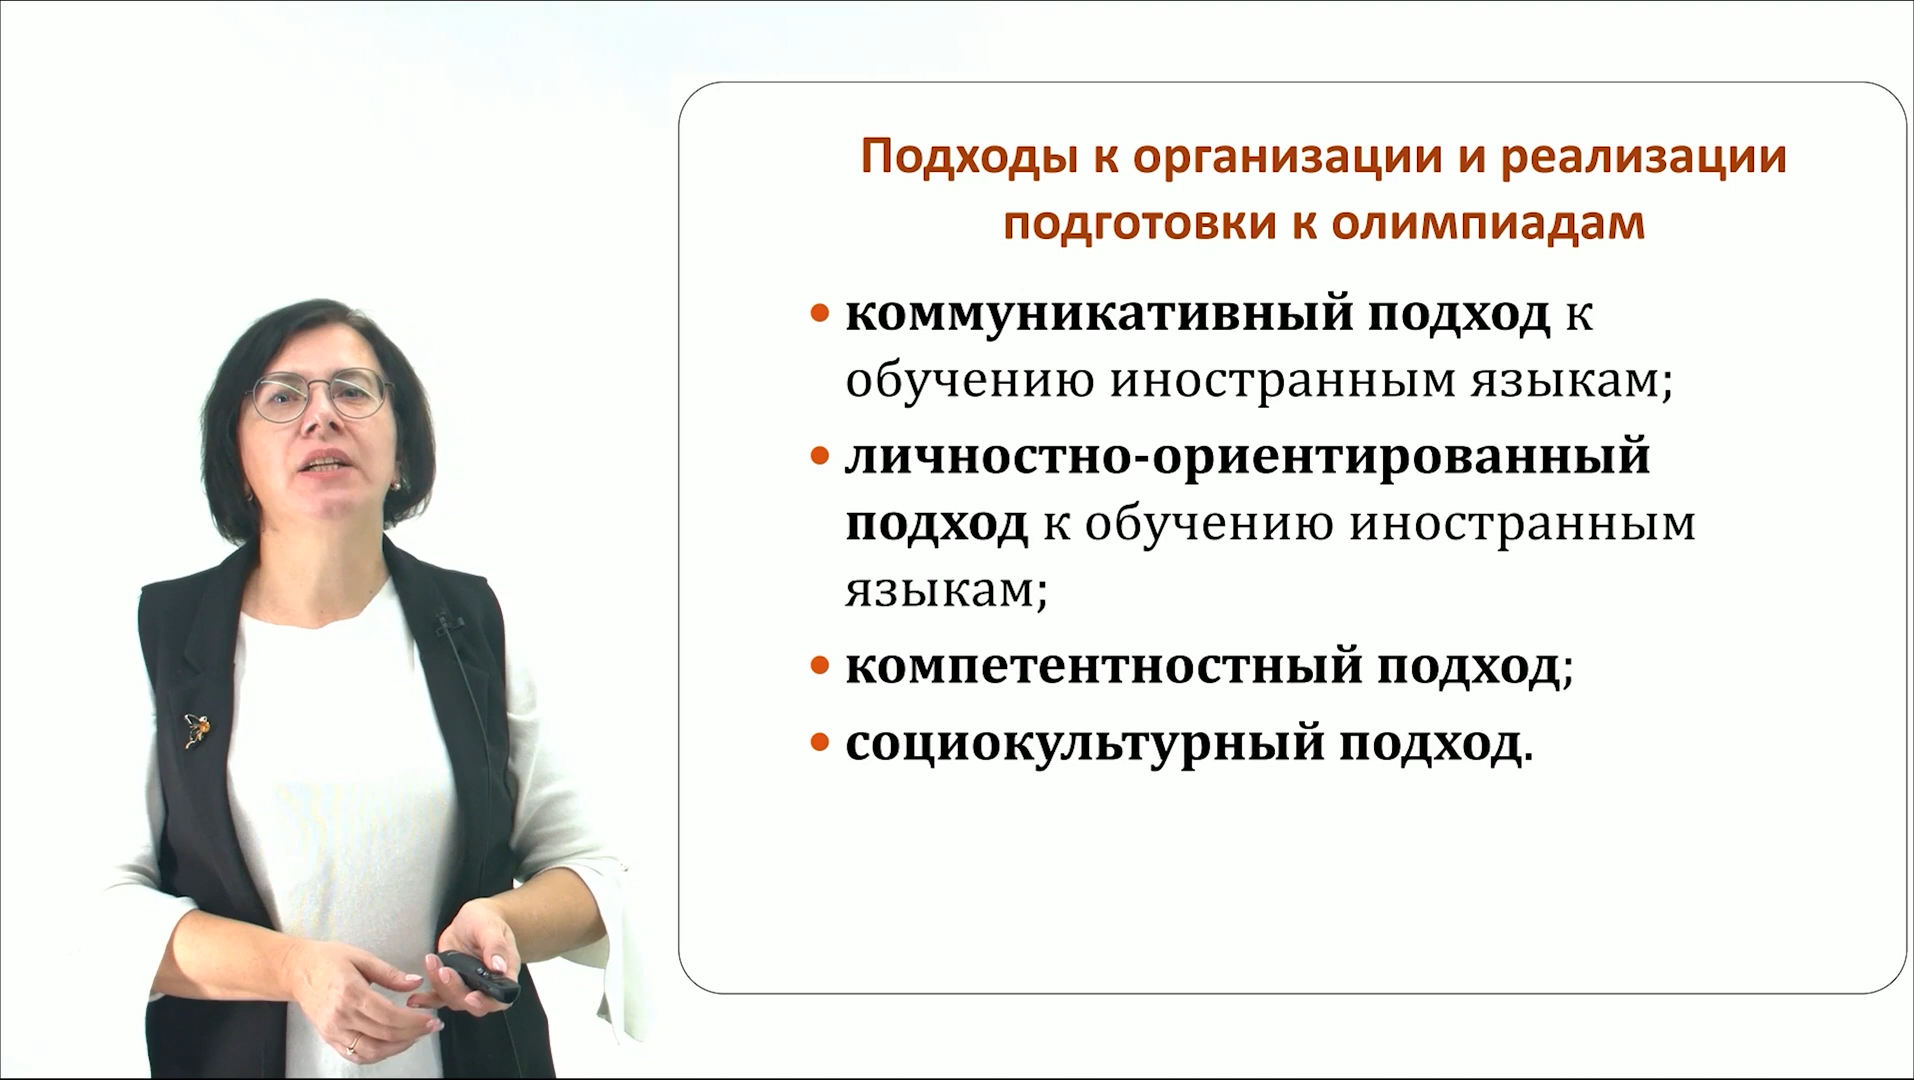 Подходы к организации и реализации
подготовки к олимпиадам
• коммуникативный подход к
обучению иностранным языкам;
• личностно-ориентированный
подход к обучению иностранным
языкам;
• компетентностный подход;
• социокультурный подход.